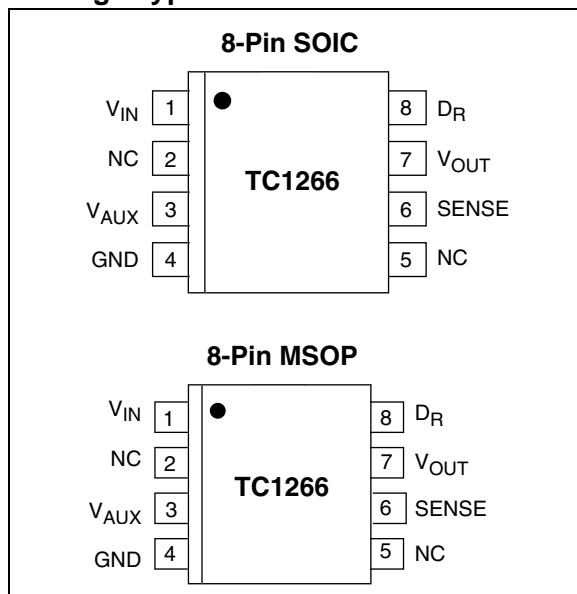 8-Pin SOIC
VIN 1 8 DR
NC 2 7 VOUT
TC1266
VAUX 3 6 SENSE
GND 4 5 NC
8-Pin MSOP
VIN 1 8 DR
NC 2 7 VOUT
TC1266
VAUX 3 6 SENSE
GND 4 5 NC